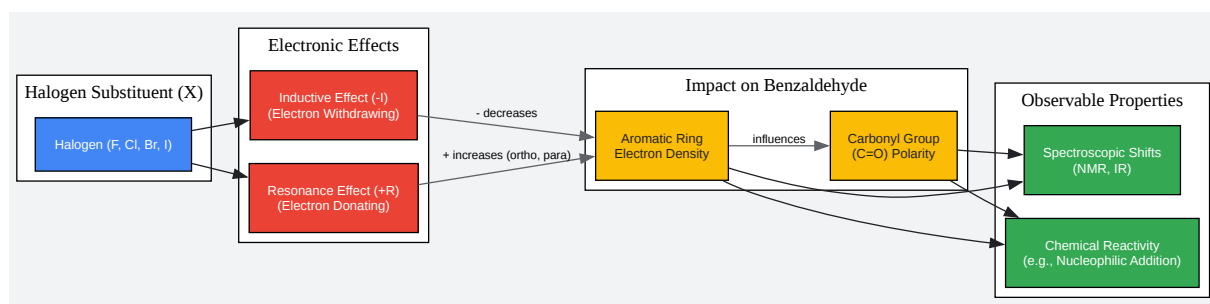 Halogen Substituent (X)
Halogen (F, Cl, Br, I)
Electronic Effects
Inductive Effect (-I)
(Electron Withdrawing)
Resonance Effect (+R)
(Electron Donating)
- decreases
+ increases (ortho, para)
Impact on Benzaldehyde
Aromatic Ring
Electron Density
influences
Carbonyl Group
(C=O) Polarity
Observable Properties
Spectroscopic Shifts
(NMR, IR)
Chemical Reactivity
(e.g., Nucleophilic Addition)